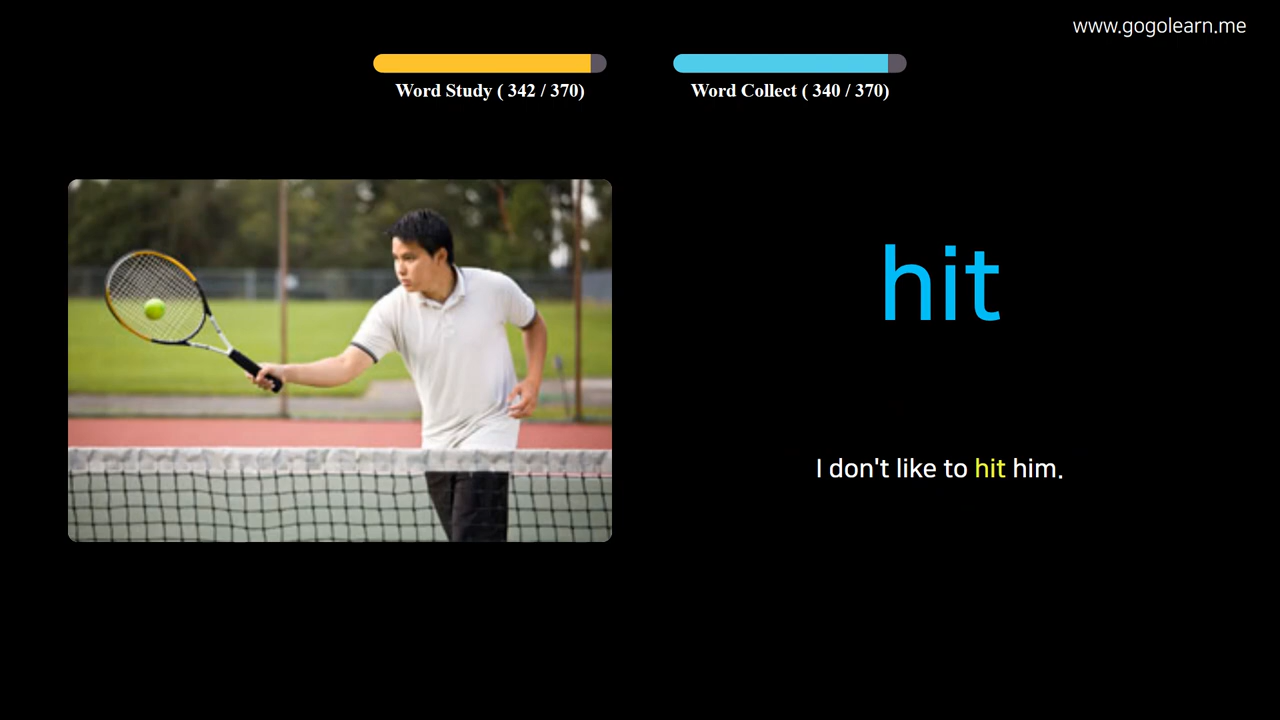 www.gogolearn.me
Word Study ( 342 / 370)
Word Collect ( 340 / 370)
hit
I don't like to hit him.